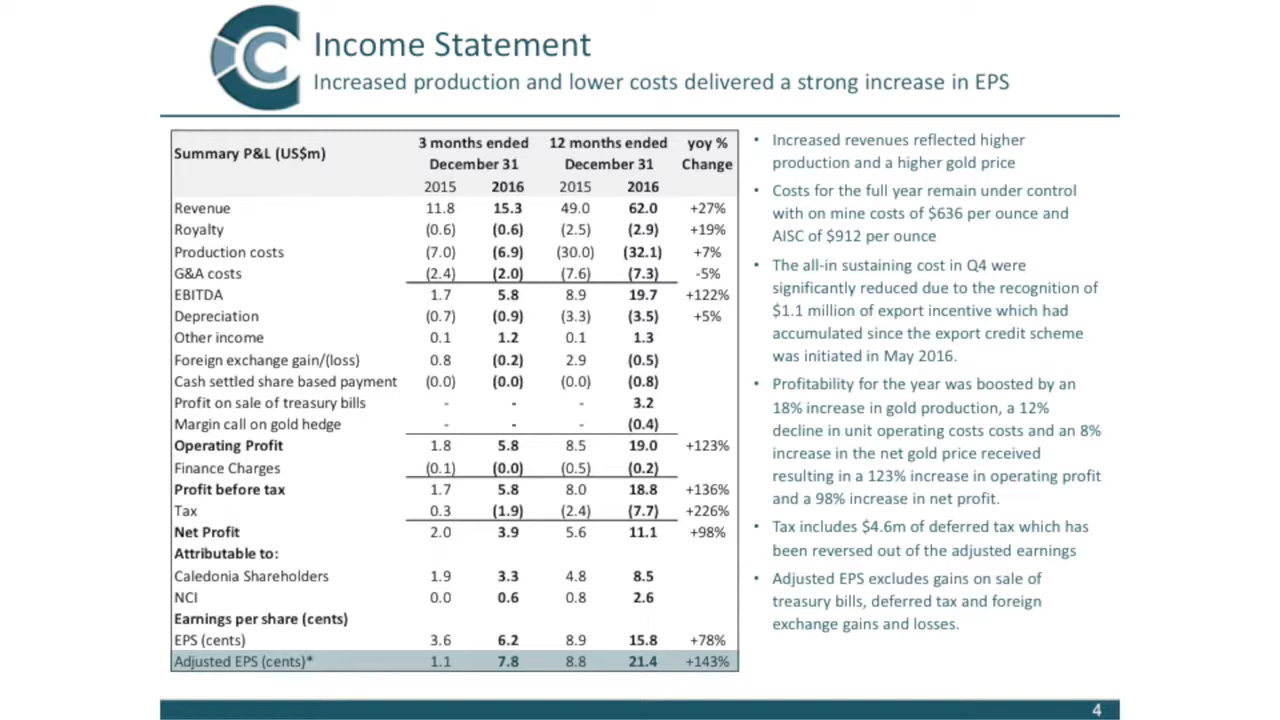 C
Income Statement
Increased production and lower costs delivered a strong increase in EPS
Summary P&L (US$m) 3 months ended December 31 12 months ended December 31 yoy % Change
2015 2016 2015 2016
Revenue 11.8 15.3 49.0 62.0 +27%
Royalty (0.6) (0.6) (2.5) (2.9) +19%
Production costs (7.0) (6.9) (30.0) (32.1) +7%
G&A costs (2.4) (2.0) (7.6) (7.3) -5%
EBITDA 1.7 5.8 8.9 19.7 +122%
Depreciation (0.7) (0.9) (3.3) (3.5) +5%
Other income 0.1 1.2 0.1 1.3
Foreign exchange gain/(loss) 0.8 (0.2) 2.9 (0.5)
Cash settled share based payment (0.0) (0.0) (0.0) (0.8)
Profit on sale of treasury bills - - - 3.2
Margin call on gold hedge - - - (0.4)
Operating Profit 1.8 5.8 8.5 19.0 +123%
Finance Charges (0.1) (0.0) (0.5) (0.2)
Profit before tax 1.7 5.8 8.0 18.8 +136%
Tax 0.3 (1.9) (2.4) (7.7) +226%
Net Profit 2.0 3.9 5.6 11.1 +98%
Attributable to:
Caledonia Shareholders 1.9 3.3 4.8 8.5
NCI 0.0 0.6 0.8 2.6
Earnings per share (cents)
EPS (cents) 3.6 6.2 8.9 15.8 +78%
Adjusted EPS (cents)* 1.1 7.8 8.8 21.4 +143%
• Increased revenues reflected higher
production and a higher gold price
• Costs for the full year remain under control
with on mine costs of $636 per ounce and
AISC of $912 per ounce
• The all-in sustaining cost in Q4 were
significantly reduced due to the recognition of
$1.1 million of export incentive which had
accumulated since the export credit scheme
was initiated in May 2016.
• Profitability for the year was boosted by an
18% increase in gold production, a 12%
decline in unit operating costs costs and an 8%
increase in the net gold price received
resulting in a 123% increase in operating profit
and a 98% increase in net profit.
• Tax includes $4.6m of deferred tax which has
been reversed out of the adjusted earnings
• Adjusted EPS excludes gains on sale of
treasury bills, deferred tax and foreign
exchange gains and losses.
4